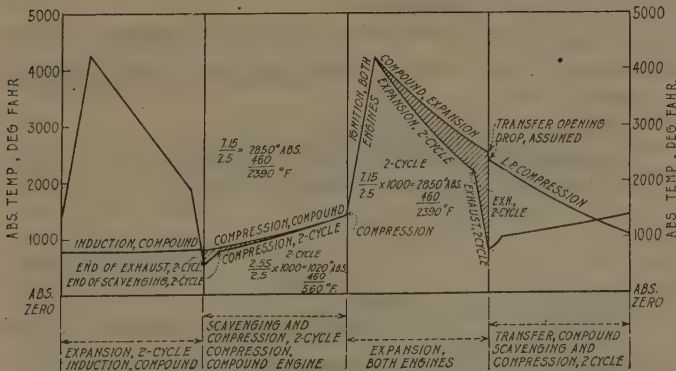 5000
4000
3000
2000
1000
ABS.
ZERO
ABS. TEMP., DEG FAHR
INDUCTION, COMPOUND
END OF EXHAUST, 2-CYCL.
END OF SCAVENGING, 2-CYCLE
7.15
2.5
= 2850° ABS.
460
2390 °F
COMPRESSION, COMPOUND
COMPRESSION, 2-CYCLE
2-CYCLE
2.55
2.5
×1000=1020° ABS.
460
560 °F.
IGNITION, BOTH
ENGINES
COMPOUND, EXPANSION
EXPANSION, 2-CYCLE
2-CYCLE
7.15
2.5
×1000=2850° ABS.
460
2390 °F
COMPRESSION
EXHAUST, 2CYCLE
TRANSFER OPENING
DROP, ASSUMED
L.P. COMPRESSION
EXH.,
2-CYCLE
5000
4000
3000
2000
1000
ABS.
ZERO
ABS. TEMP., DEG FAHR.
EXPANSION, 2-CYCLE
INDUCTION, COMPOUND
SCAVENGING AND
COMPRESSION, 2-CYCLE
COMPRESSION,
COMPOUND ENGINE
EXPANSION,
BOTH ENGINES
TRANSFER, COMPOUND
SCAVENGING AND
COMPRESSION, 2CYCLE